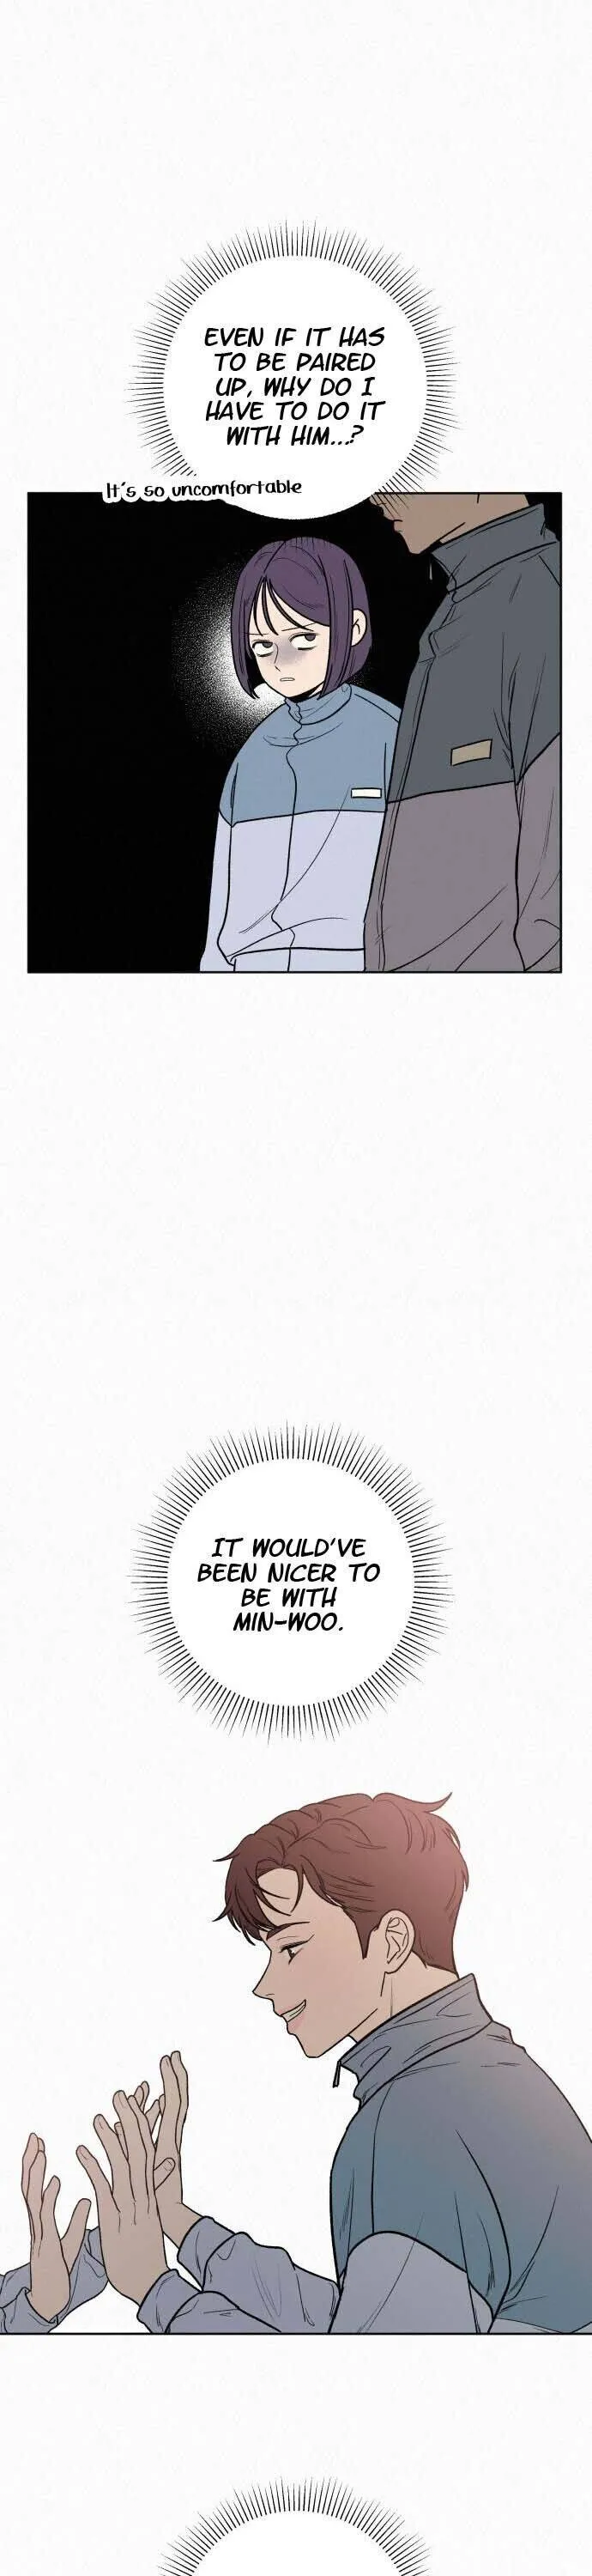 EVEN IF IT HAS
TO BE PAIRED
UP, WHY DO I
HAVE TO DO IT
WITH HIM...?
It's so uncomfortable
IT WOULD'VE
BEEN NICER TO
BE WITH
MIN-WOO.